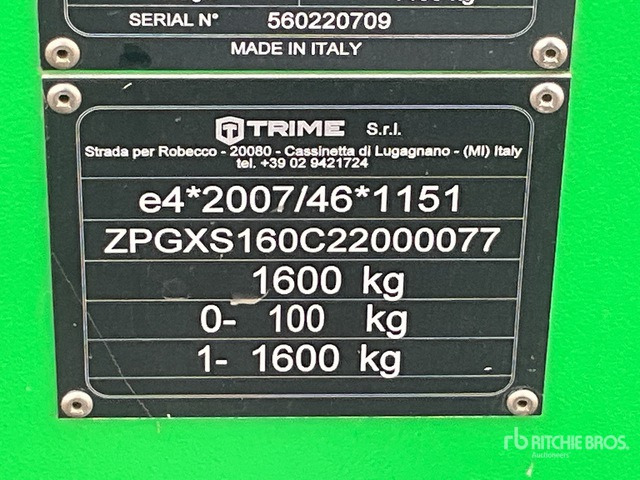 SERIAL N° 560220709
MADE IN ITALY
TRIME S.r.l.
Strada per Robecco - 20080 - Cassinetta di Lugagnano - (MI) Italy
tel. +39 02 9421724
e4*2007/46*1151
ZPGXS160C22000077
1600 kg
0- 100 kg
1- 1600 kg
rb RITCHIE BROS.
Auctioneers